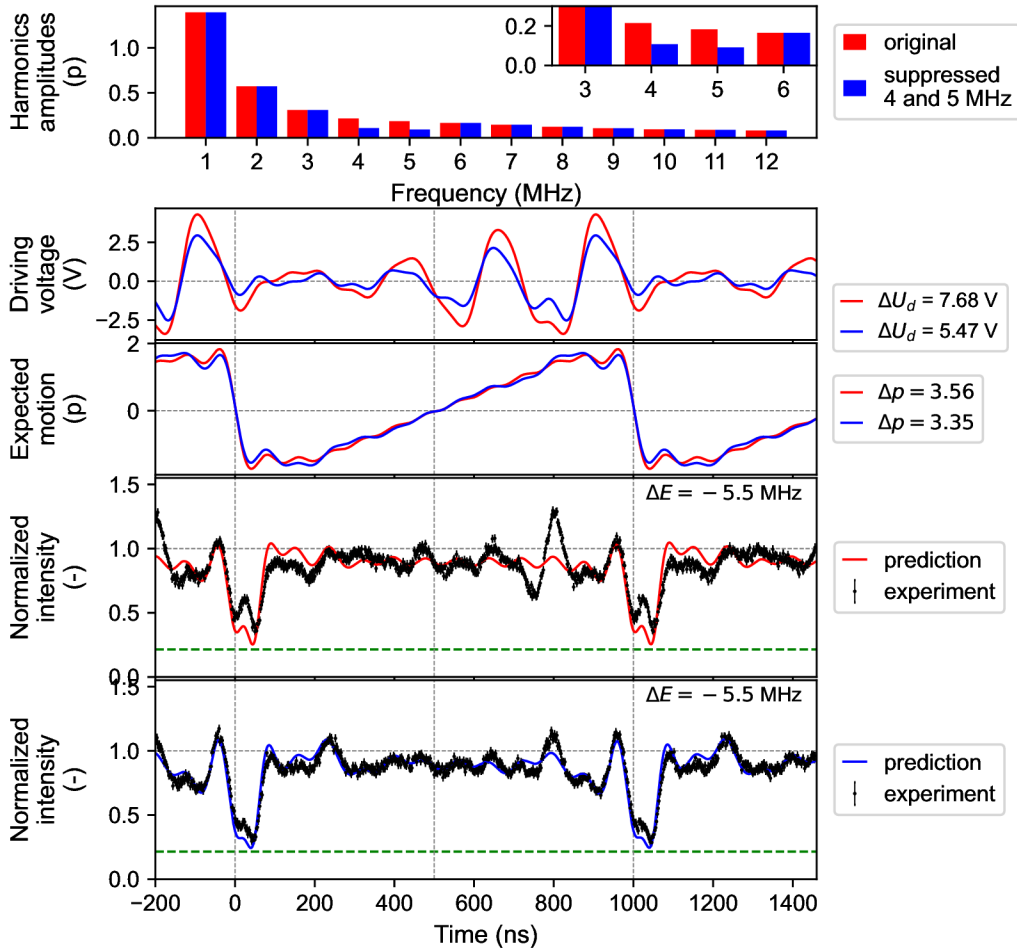 Harmonics
amplitudes
(p)
1.0
0.5
0.0
0.2
0.0
3 4 5 6
1 2 3 4 5 6 7 8 9 10 11 12
Frequency (MHz)
original
suppressed
4 and 5 MHz
Driving
voltage
(V)
2.5
0.0
−2.5
ΔU_d = 7.68 V
ΔU_d = 5.47 V
Expected
motion
(p)
2
0
Δp = 3.56
Δp = 3.35
Normalized
intensity
(-)
1.5
1.0
0.5
0.0
ΔE = − 5.5 MHz
prediction
experiment
Normalized
intensity
(-)
1.5
1.0
0.5
0.0
ΔE = − 5.5 MHz
prediction
experiment
−200 0 200 400 600 800 1000 1200 1400
Time (ns)